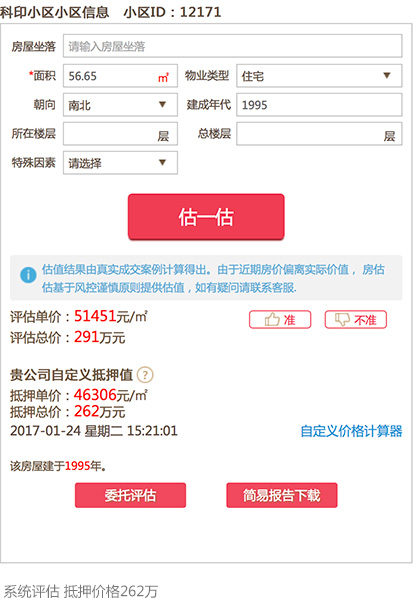 科印小区小区信息 小区ID：12171
房屋坐落 请输入房屋坐落
*面积 56.65 ㎡ 物业类型 住宅
朝向 南北 建成年代 1995
所在楼层 层 总楼层 层
特殊因素 请选择
估一估
估值结果由真实成交案例计算得出。由于近期房价偏离实际价值，房估
估基于风控谨慎原则提供估值，如有疑问请联系客服.
评估单价：51451元/㎡ 准 不准
评估总价：291万元
贵公司自定义抵押值 ?
抵押单价：46306元/㎡
抵押总价：262万元
2017-01-24 星期二 15:21:01 自定义价格计算器
该房屋建于1995年。
委托评估 简易报告下载
系统评估 抵押价格262万